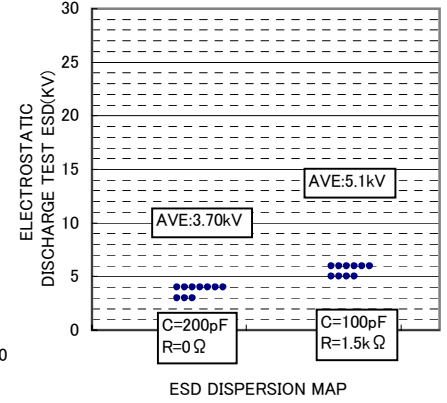 30
25
20
15
10
5
0
ELECTROSTATIC
DISCHARGE TEST ESD(KV)
AVE:5.1kV
AVE:3.70kV
C=200pF
R=0Ω
C=100pF
R=1.5kΩ
0
ESD DISPERSION MAP